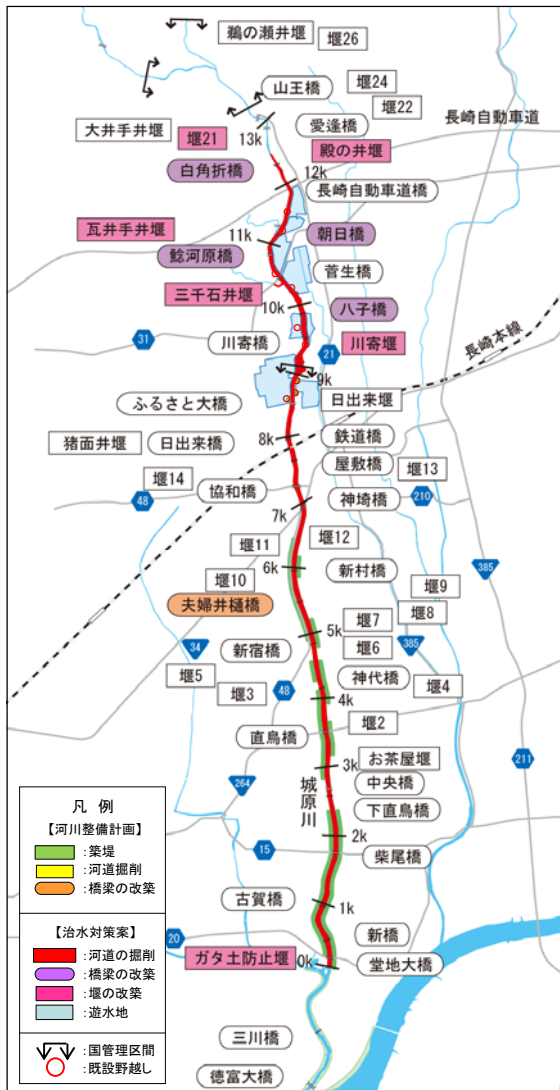 鵜の瀬井堰
堰26
山王橋
堰24
堰22
大井手井堰
13k
愛逢橋
長崎自動車道
堰21
殿の井堰
白角折橋
12k
長崎自動車道橋
瓦井手井堰
11k
朝日橋
鯰河原橋
菅生橋
三千石井堰
10k
八子橋
31
川寄橋
21
川寄堰
長崎本線
9k
ふるさと大橋
日出来堰
猪面井堰
日出来橋
8k
鉄道橋
屋敷橋
堰14
堰13
48
協和橋
7k
神埼橋
210
堰11
堰12
385
6k
新村橋
堰10
堰9
夫婦井樋橋
堰7
堰8
5k
34
新宿橋
堰6
385
堰5
神代橋
堰3
48
4k
堰4
堰2
直鳥橋
お茶屋堰
211
3k
264
城原川
中央橋
下直鳥橋
2k
15
柴尾橋
古賀橋
1k
新橋
20
ガタ土防止堰
0k
堂地大橋
三川橋
徳富大橋
凡 例
【河川整備計画】
:築堤
:河道掘削
:橋梁の改築
【治水対策案】
:河道の掘削
:橋梁の改築
:堰の改築
:遊水地
:国管理区間
:既設野越し